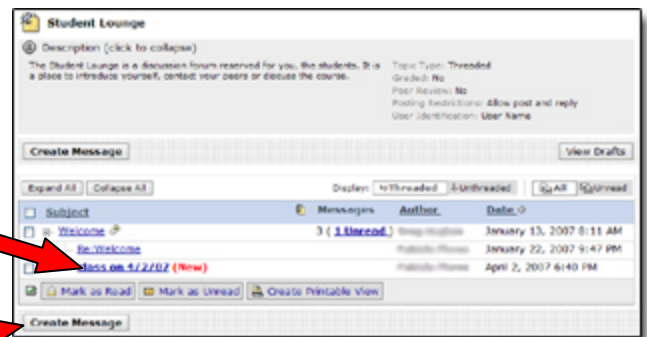 Student Lounge
Description (click to collapse)
The Student Lounge is a discussion forum reserved for you, the students. It is
a place to introduce yourself, contact your peers or discuss the course.
Topic Type: Threaded
Graded: No
Peer Review: No
Posting Restrictions: Allow post and reply
User Identification: User Name
Create Message View Drafts
Expand All Collapse All Display: Threaded Unthreaded All Unread
Subject Messages Author Date
Welcome 3 ( 1 Unread ) January 13, 2007 8:11 AM
Re:Welcome January 22, 2007 9:47 PM
lass on 4/2/07 (New) April 2, 2007 6:40 PM
Mark as Read Mark as Unread Create Printable View
Create Message